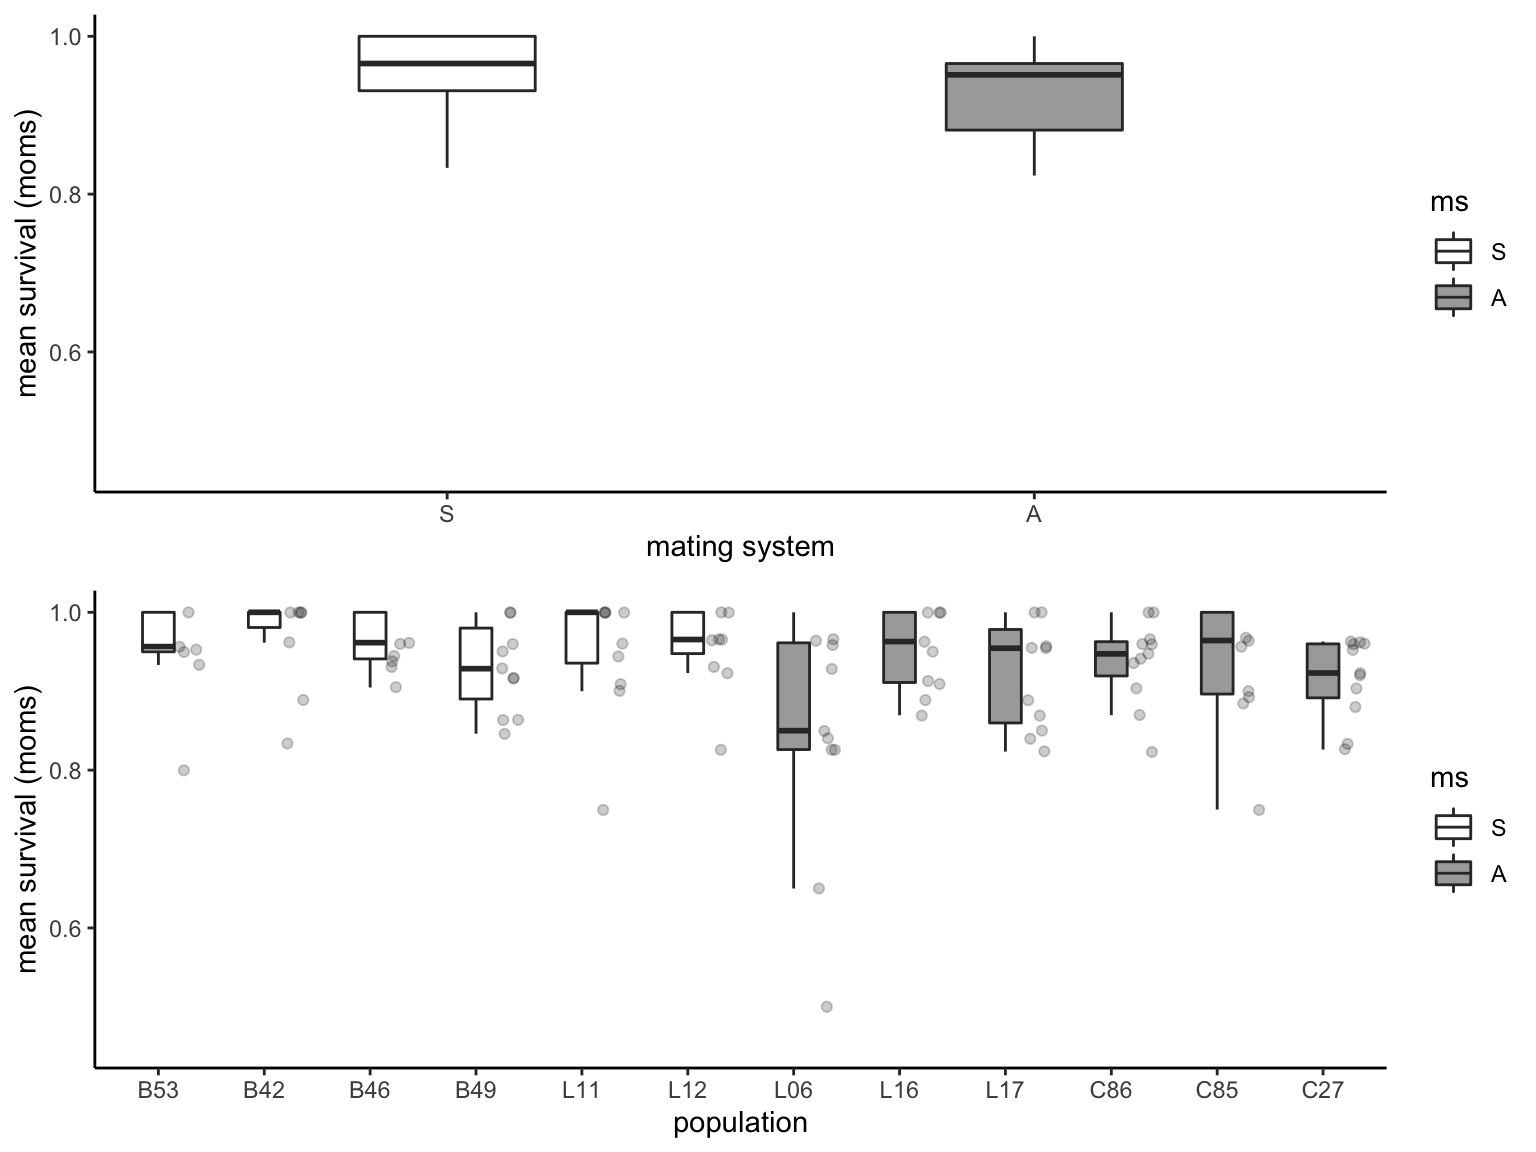 mean survival (moms)
1.0
0.8
0.6
S
A
mating system
ms
S
A
mean survival (moms)
1.0
0.8
0.6
B53 B42 B46 B49 L11 L12 L06 L16 L17 C86 C85 C27
population
ms
S
A